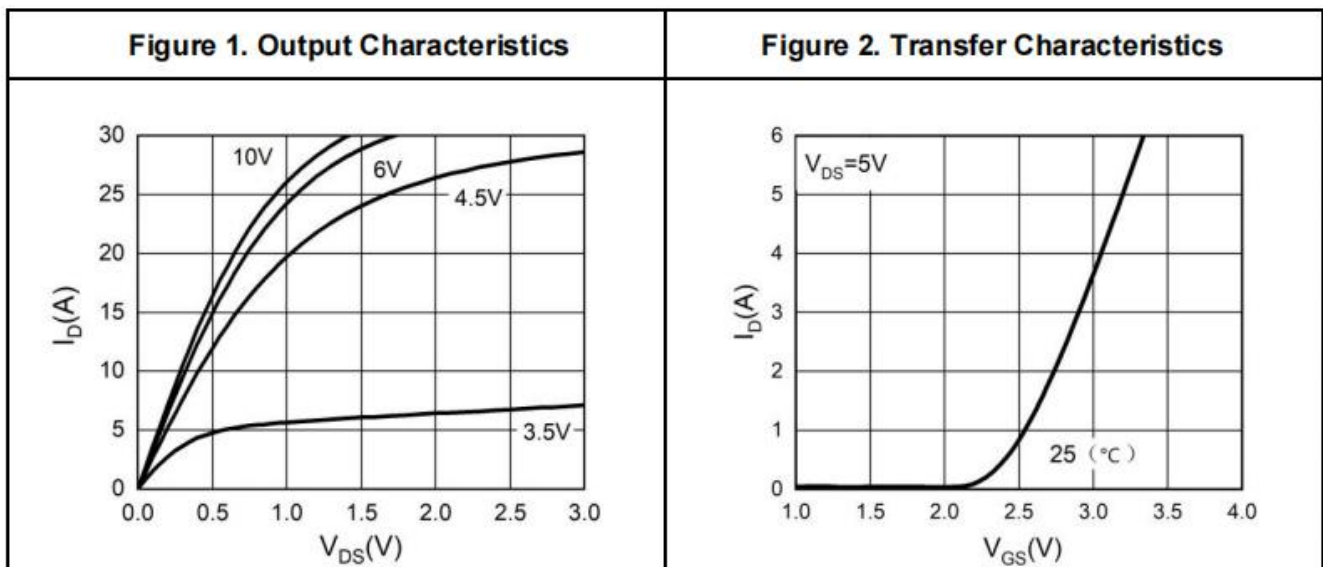 Figure 1. Output Characteristics
30
25
20
15
10
5
0
I_D(A)
10V
6V
4.5V
3.5V
0.0 0.5 1.0 1.5 2.0 2.5 3.0
V_DS(V)
Figure 2. Transfer Characteristics
6
5
4
3
2
1
0
I_D(A)
V_DS=5V
25（℃）
1.0 1.5 2.0 2.5 3.0 3.5 4.0
V_GS(V)